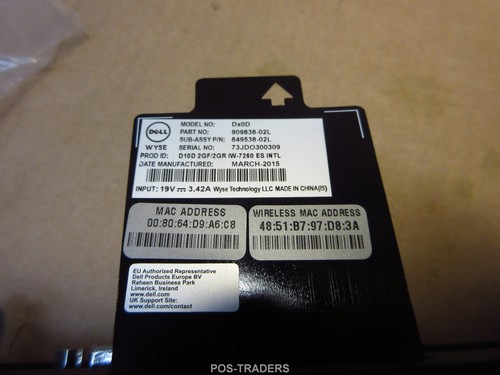 DELL
WYSE
MODEL NO: Dx0D
PART NO: 909838-02L
SUB-ASSY P/N: 849538-02L
SERIAL NO: 73JDO300309
PROD ID: D10D 2GF/2GR IW-7260 ES INTL
DATE MANUFACTURED: MARCH-2015
INPUT: 19V 3.42A Wyse Technology LLC MADE IN CHINA(I5)
MAC ADDRESS
00:80:64:D9:A6:C8
WIRELESS MAC ADDRESS
48:51:B7:97:D8:3A
EU Authorized Representative
Dell Products Europe BV
Raheen Business Park
Limerick, Ireland
www.dell.com
UK Support Site:
www.dell.com/contact
POS-TRADERS